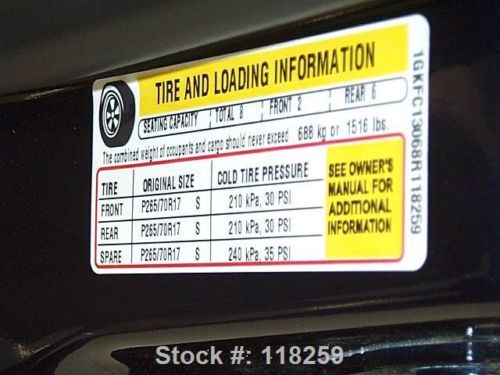 TIRE AND LOADING INFORMATION
SEATING CAPACITY TOTAL 8 FRONT 2 REAR 6
The combined weight of occupants and cargo should never exceed 688 kg or 1516 lbs.
TIRE ORIGINAL SIZE COLD TIRE PRESSURE
FRONT P265/70R17 S 210 kPa, 30 PSI
REAR P265/70R17 S 210 kPa, 30 PSI
SPARE P265/70R17 S 240 kPa, 35 PSI
SEE OWNER'S
MANUAL FOR
ADDITIONAL
INFORMATION
1GKFC13068R118259
Stock #: 118259